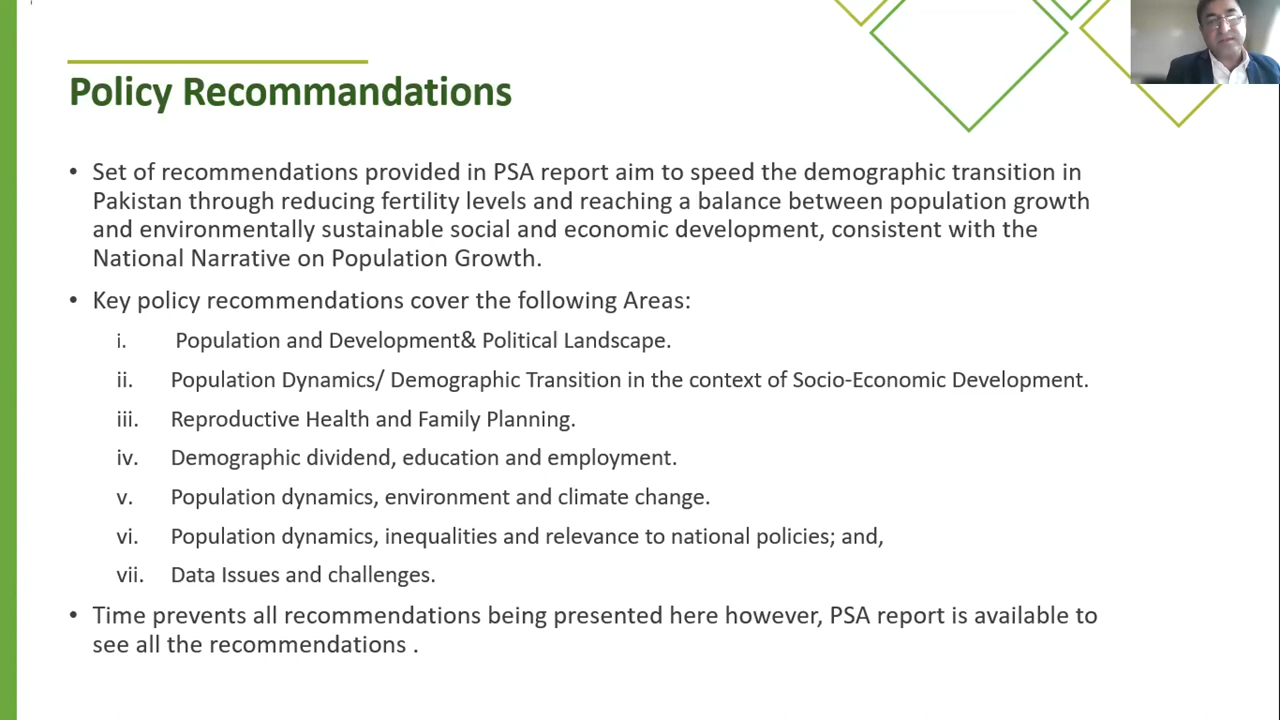 Policy Recommandations
• Set of recommendations provided in PSA report aim to speed the demographic transition in
Pakistan through reducing fertility levels and reaching a balance between population growth
and environmentally sustainable social and economic development, consistent with the
National Narrative on Population Growth.
• Key policy recommendations cover the following Areas:
i. Population and Development& Political Landscape.
ii. Population Dynamics/ Demographic Transition in the context of Socio-Economic Development.
iii. Reproductive Health and Family Planning.
iv. Demographic dividend, education and employment.
v. Population dynamics, environment and climate change.
vi. Population dynamics, inequalities and relevance to national policies; and,
vii. Data Issues and challenges.
• Time prevents all recommendations being presented here however, PSA report is available to
see all the recommendations .